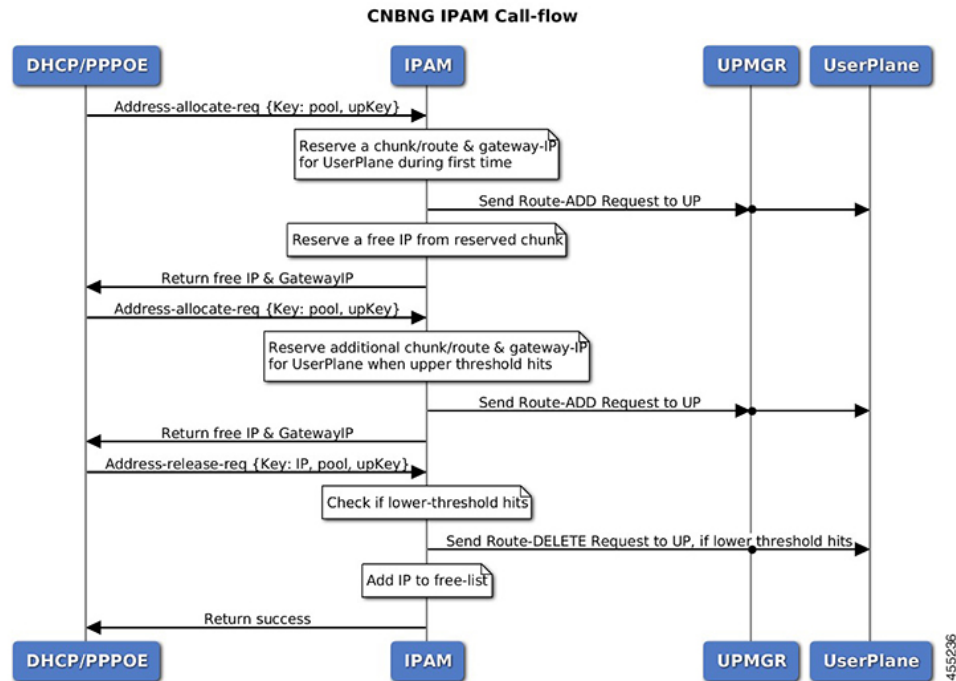 CNBNG IPAM Call-flow
DHCP/PPPOE IPAM UPMGR UserPlane
Address-allocate-req {Key: pool, upKey}
Reserve a chunk/route & gateway-IP
for UserPlane during first time
Send Route-ADD Request to UP
Reserve a free IP from reserved chunk
Return free IP & GatewayIP
Address-allocate-req {Key: pool, upKey}
Reserve additional chunk/route & gateway-IP
for UserPlane when upper threshold hits
Send Route-ADD Request to UP
Return free IP & GatewayIP
Address-release-req {Key: IP, pool, upKey}
Check if lower-threshold hits
Send Route-DELETE Request to UP, if lower threshold hits
Add IP to free-list
Return success
DHCP/PPPOE IPAM UPMGR UserPlane
455236